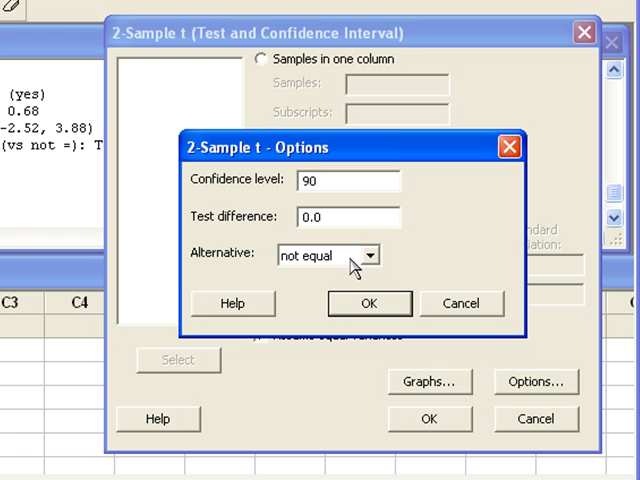 2-Sample t (Test and Confidence Interval)
Samples in one column
Samples:
Subscripts:
(yes)
0.68
-2.52, 3.88)
(vs not =): T
2-Sample t - Options
Confidence level: 90
Test difference: 0.0
Alternative: not equal
Help OK Cancel
C3 C4
Select
Graphs... Options...
Help OK Cancel